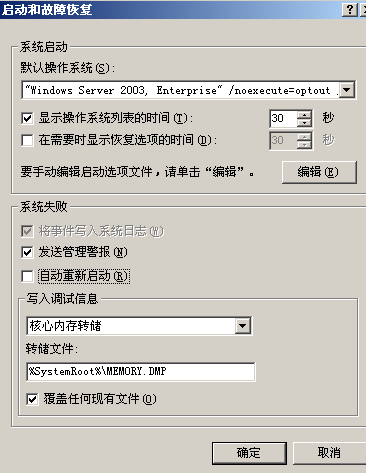 启动和故障恢复
系统启动
默认操作系统(S):
"Windows Server 2003, Enterprise" /noexecute=optout
显示操作系统列表的时间(T): 30 秒
在需要时显示恢复选项的时间(D): 30 秒
要手动编辑启动选项文件，请单击“编辑”。 编辑(E)
系统失败
将事件写入系统日志(W)
发送管理警报(N)
自动重新启动(R)
写入调试信息
核心内存转储
转储文件:
%SystemRoot%\MEMORY.DMP
覆盖任何现有文件(O)
确定 取消